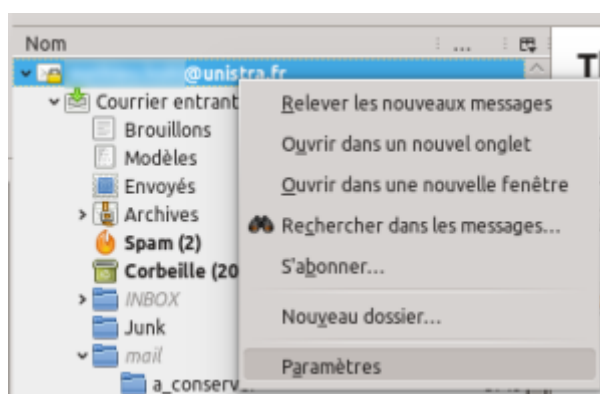 Nom ...
@unistra.fr
Courrier entrant
Brouillons
Modèles
Envoyés
Archives
Spam (2)
Corbeille (20
INBOX
Junk
mail
a_conserver
Relever les nouveaux messages
Ouvrir dans un nouvel onglet
Ouvrir dans une nouvelle fenêtre
Rechercher dans les messages...
S'abonner...
Nouveau dossier...
Paramètres